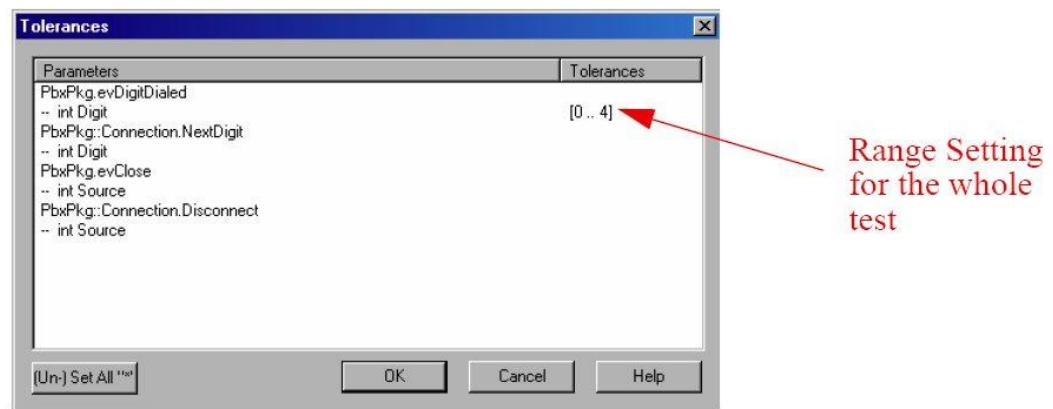 Tolerances
Parameters Tolerances
PbxPkg.evDigitDialed
-- int Digit [0 .. 4]
PbxPkg::Connection.NextDigit
-- int Digit
PbxPkg.evClose
-- int Source
PbxPkg::Connection.Disconnect
-- int Source
(Un-) Set All "*" OK Cancel Help
Range Setting
for the whole
test